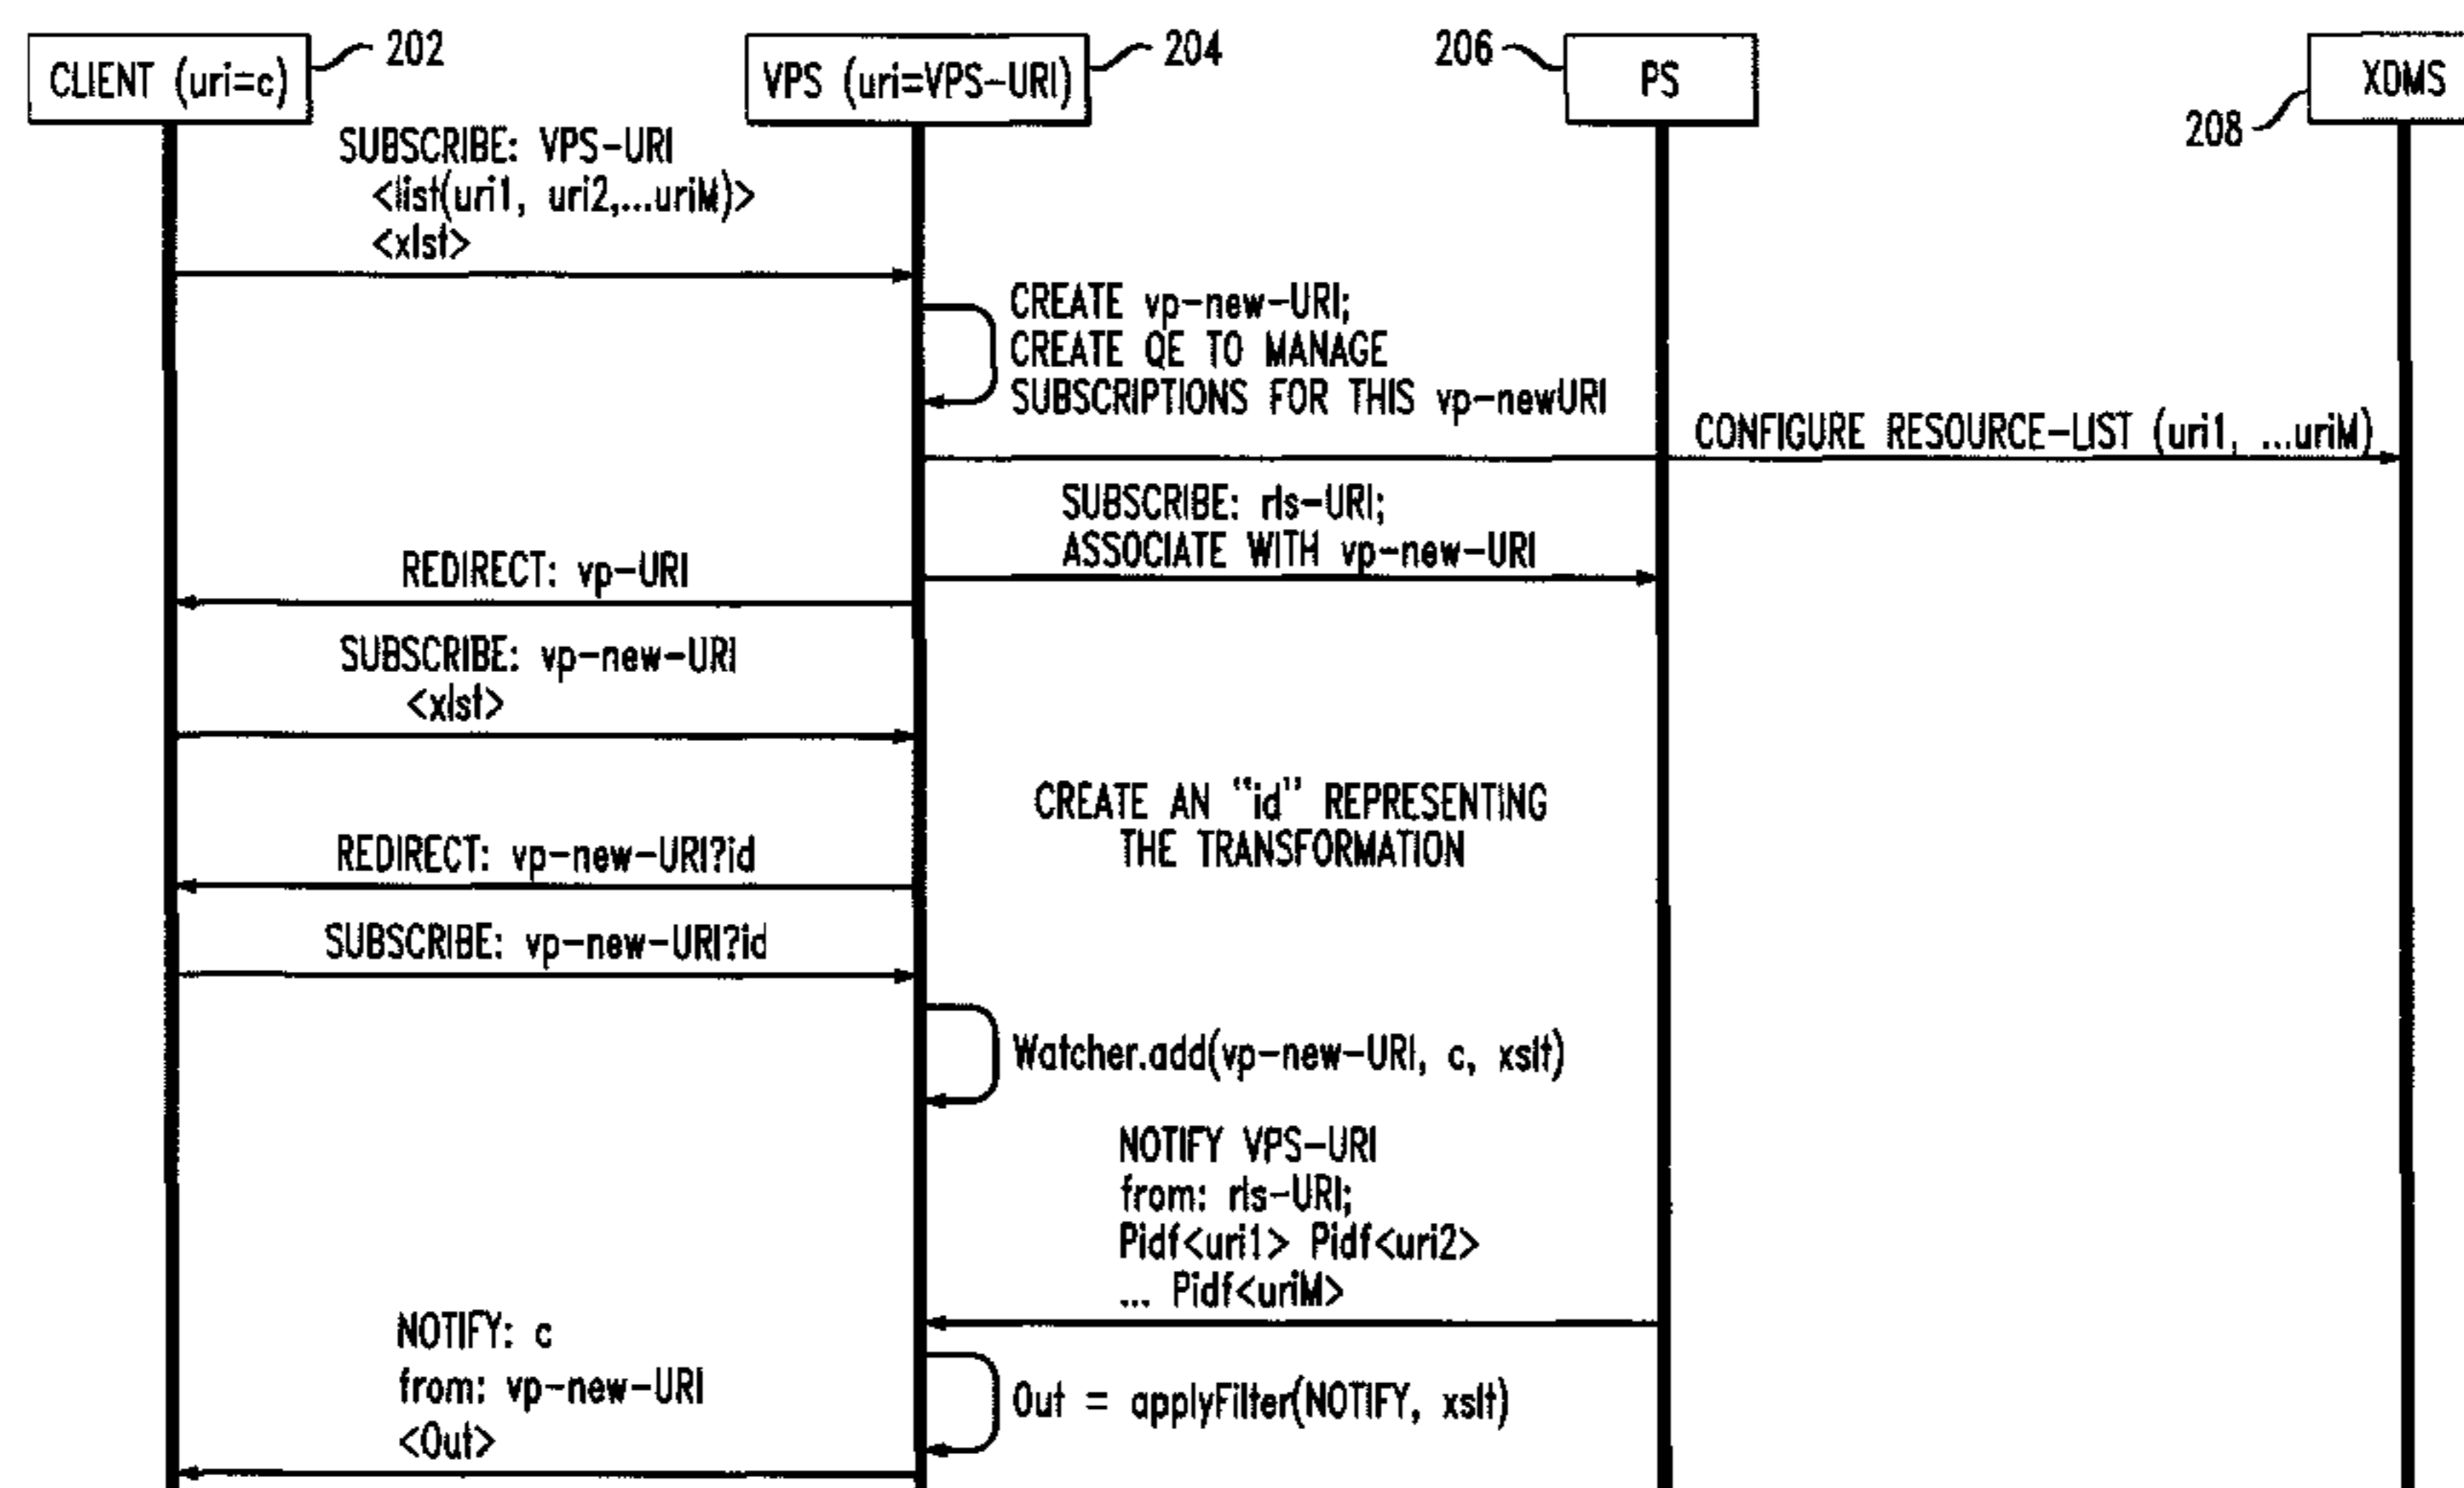 CLIENT (uri=c)
202
VPS (uri=VPS-URI)
204
206
PS
208
XDMS
SUBSCRIBE: VPS-URI
<list(uri1, uri2,...uriM)>
<xlst>
CREATE vp-new-URI;
CREATE QE TO MANAGE
SUBSCRIPTIONS FOR THIS vp-newURI
CONFIGURE RESOURCE-LIST (uri1, ...uriM)
SUBSCRIBE: rls-URI;
ASSOCIATE WITH vp-new-URI
REDIRECT: vp-URI
SUBSCRIBE: vp-new-URI
<xlst>
CREATE AN “id” REPRESENTING
THE TRANSFORMATION
REDIRECT: vp-new-URI?id
SUBSCRIBE: vp-new-URI?id
Watcher.add(vp-new-URI, c, xslt)
NOTIFY VPS-URI
from: rls-URI;
Pidf<uri1> Pidf<uri2>
... Pidf<uriM>
NOTIFY: c
from: vp-new-URI
<Out>
Out = applyFilter(NOTIFY, xslt)